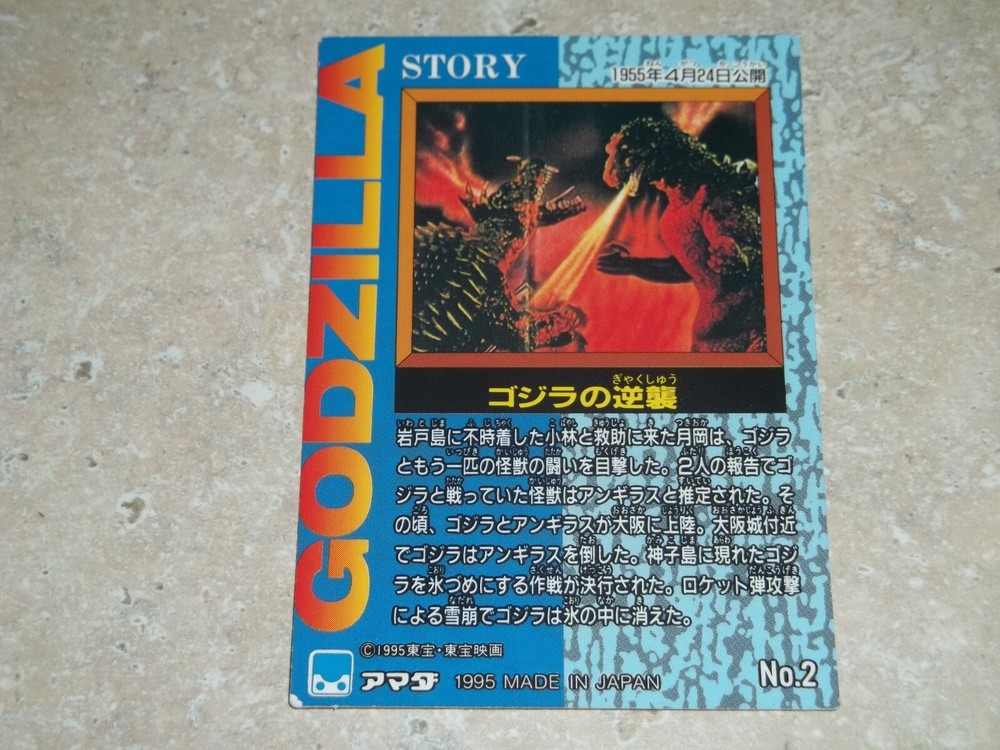 GODZILLA
STORY
1955年4月24日公開
ゴジラの逆襲
岩戸島に不時着した小林と救助に来た月岡は、ゴジラ
ともう一匹の怪獣の闘いを目撃した。2人の報告でゴ
ジラと戦っていた怪獣はアンギラスと推定された。そ
の頃、ゴジラとアンギラスが大阪に上陸。大阪城付近
でゴジラはアンギラスを倒した。神子島に現れたゴジ
ラを氷づめにする作戦が決行された。ロケット弾攻撃
による雪崩でゴジラは氷の中に消えた。
©1995東宝・東宝映画
アマダ 1995 MADE IN JAPAN
No.2